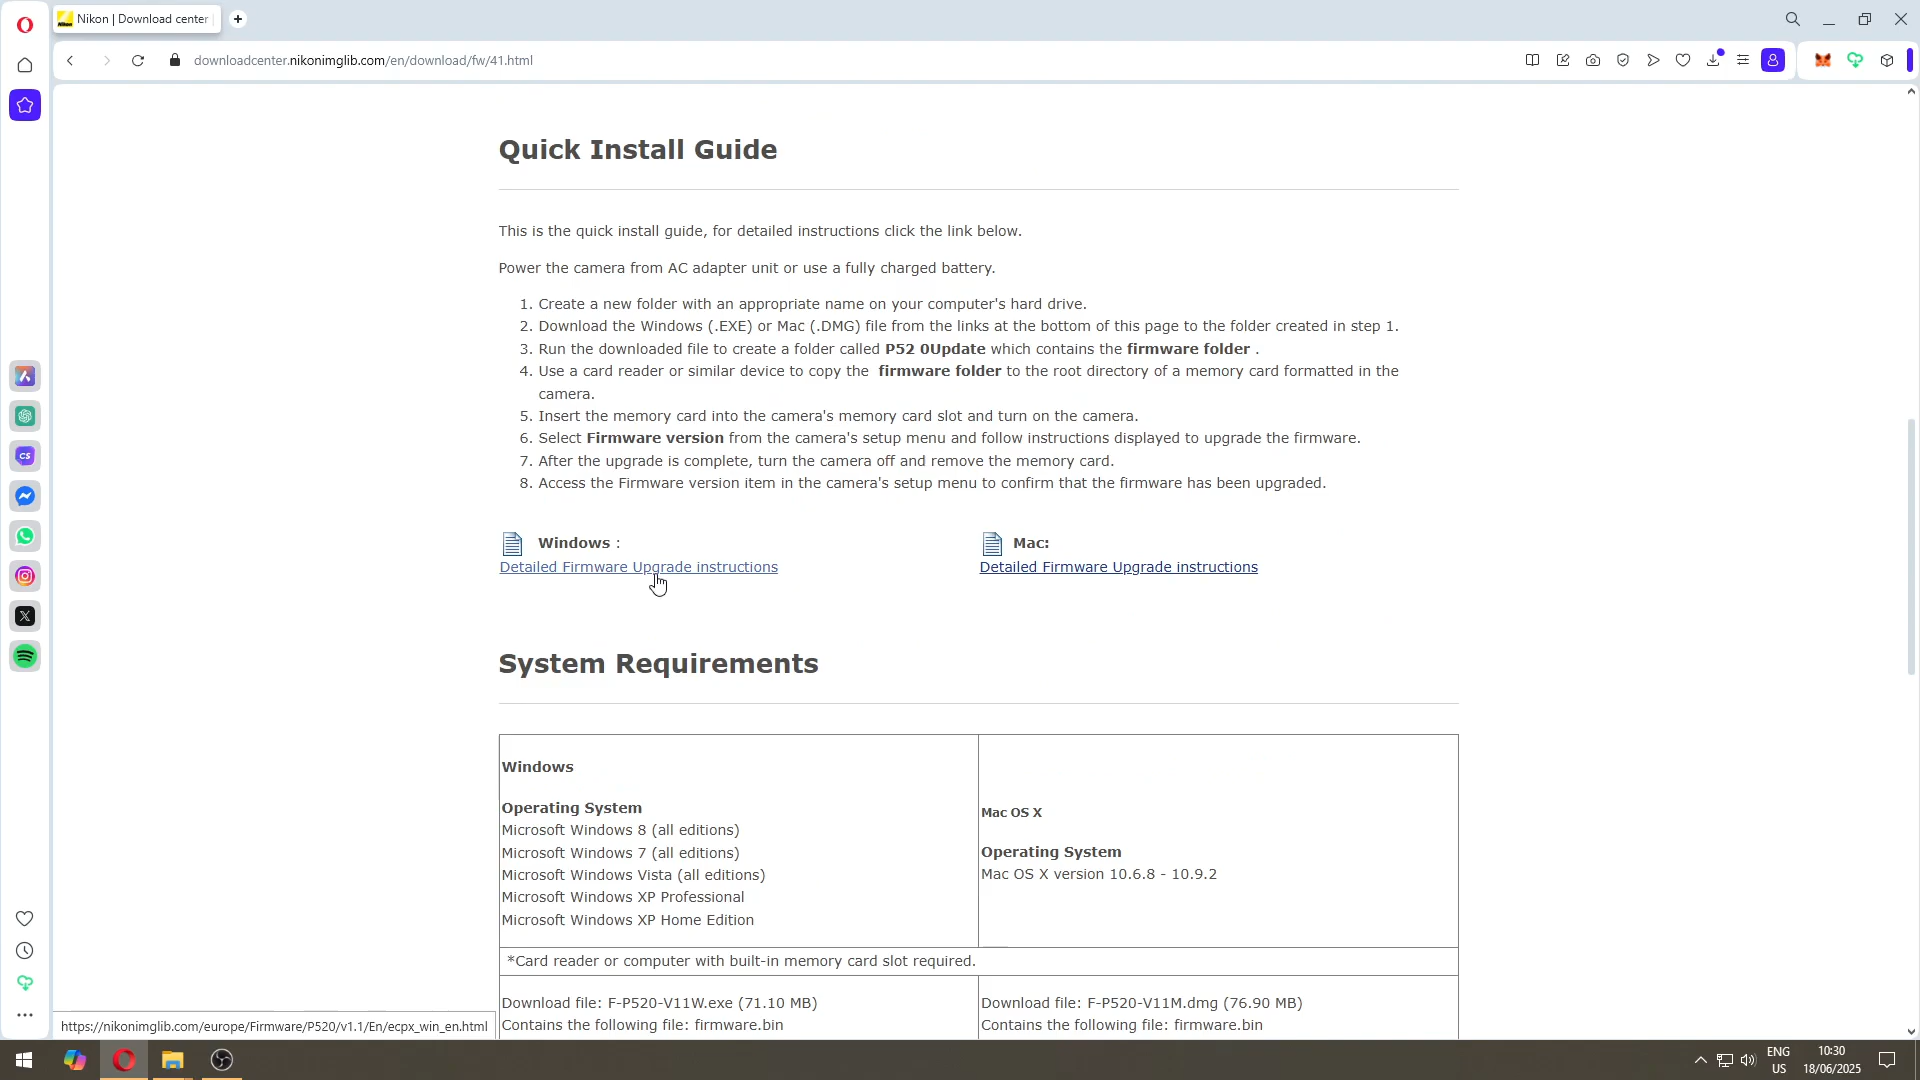 Nikon | Download center
downloadcenter.nikonimglib.com/en/download/fw/41.html
Quick Install Guide
This is the quick install guide, for detailed instructions click the link below.
Power the camera from AC adapter unit or use a fully charged battery.
1. Create a new folder with an appropriate name on your computer's hard drive.
2. Download the Windows (.EXE) or Mac (.DMG) file from the links at the bottom of this page to the folder created in step 1.
3. Run the downloaded file to create a folder called P52 0Update which contains the firmware folder .
4. Use a card reader or similar device to copy the firmware folder to the root directory of a memory card formatted in the
camera.
5. Insert the memory card into the camera's memory card slot and turn on the camera.
6. Select Firmware version from the camera's setup menu and follow instructions displayed to upgrade the firmware.
7. After the upgrade is complete, turn the camera off and remove the memory card.
8. Access the Firmware version item in the camera's setup menu to confirm that the firmware has been upgraded.
Windows :
Detailed Firmware Upgrade instructions
Mac:
Detailed Firmware Upgrade instructions
System Requirements
Windows
Operating System
Microsoft Windows 8 (all editions)
Microsoft Windows 7 (all editions)
Microsoft Windows Vista (all editions)
Microsoft Windows XP Professional
Microsoft Windows XP Home Edition
Mac OS X
Operating System
Mac OS X version 10.6.8 - 10.9.2
*Card reader or computer with built-in memory card slot required.
Download file: F-P520-V11W.exe (71.10 MB)
Contains the following file: firmware.bin
Download file: F-P520-V11M.dmg (76.90 MB)
Contains the following file: firmware.bin
https://nikonimglib.com/europe/Firmware/P520/v1.1/En/ecpx_win_en.html
CS
ENG
US
10:30
18/06/2025